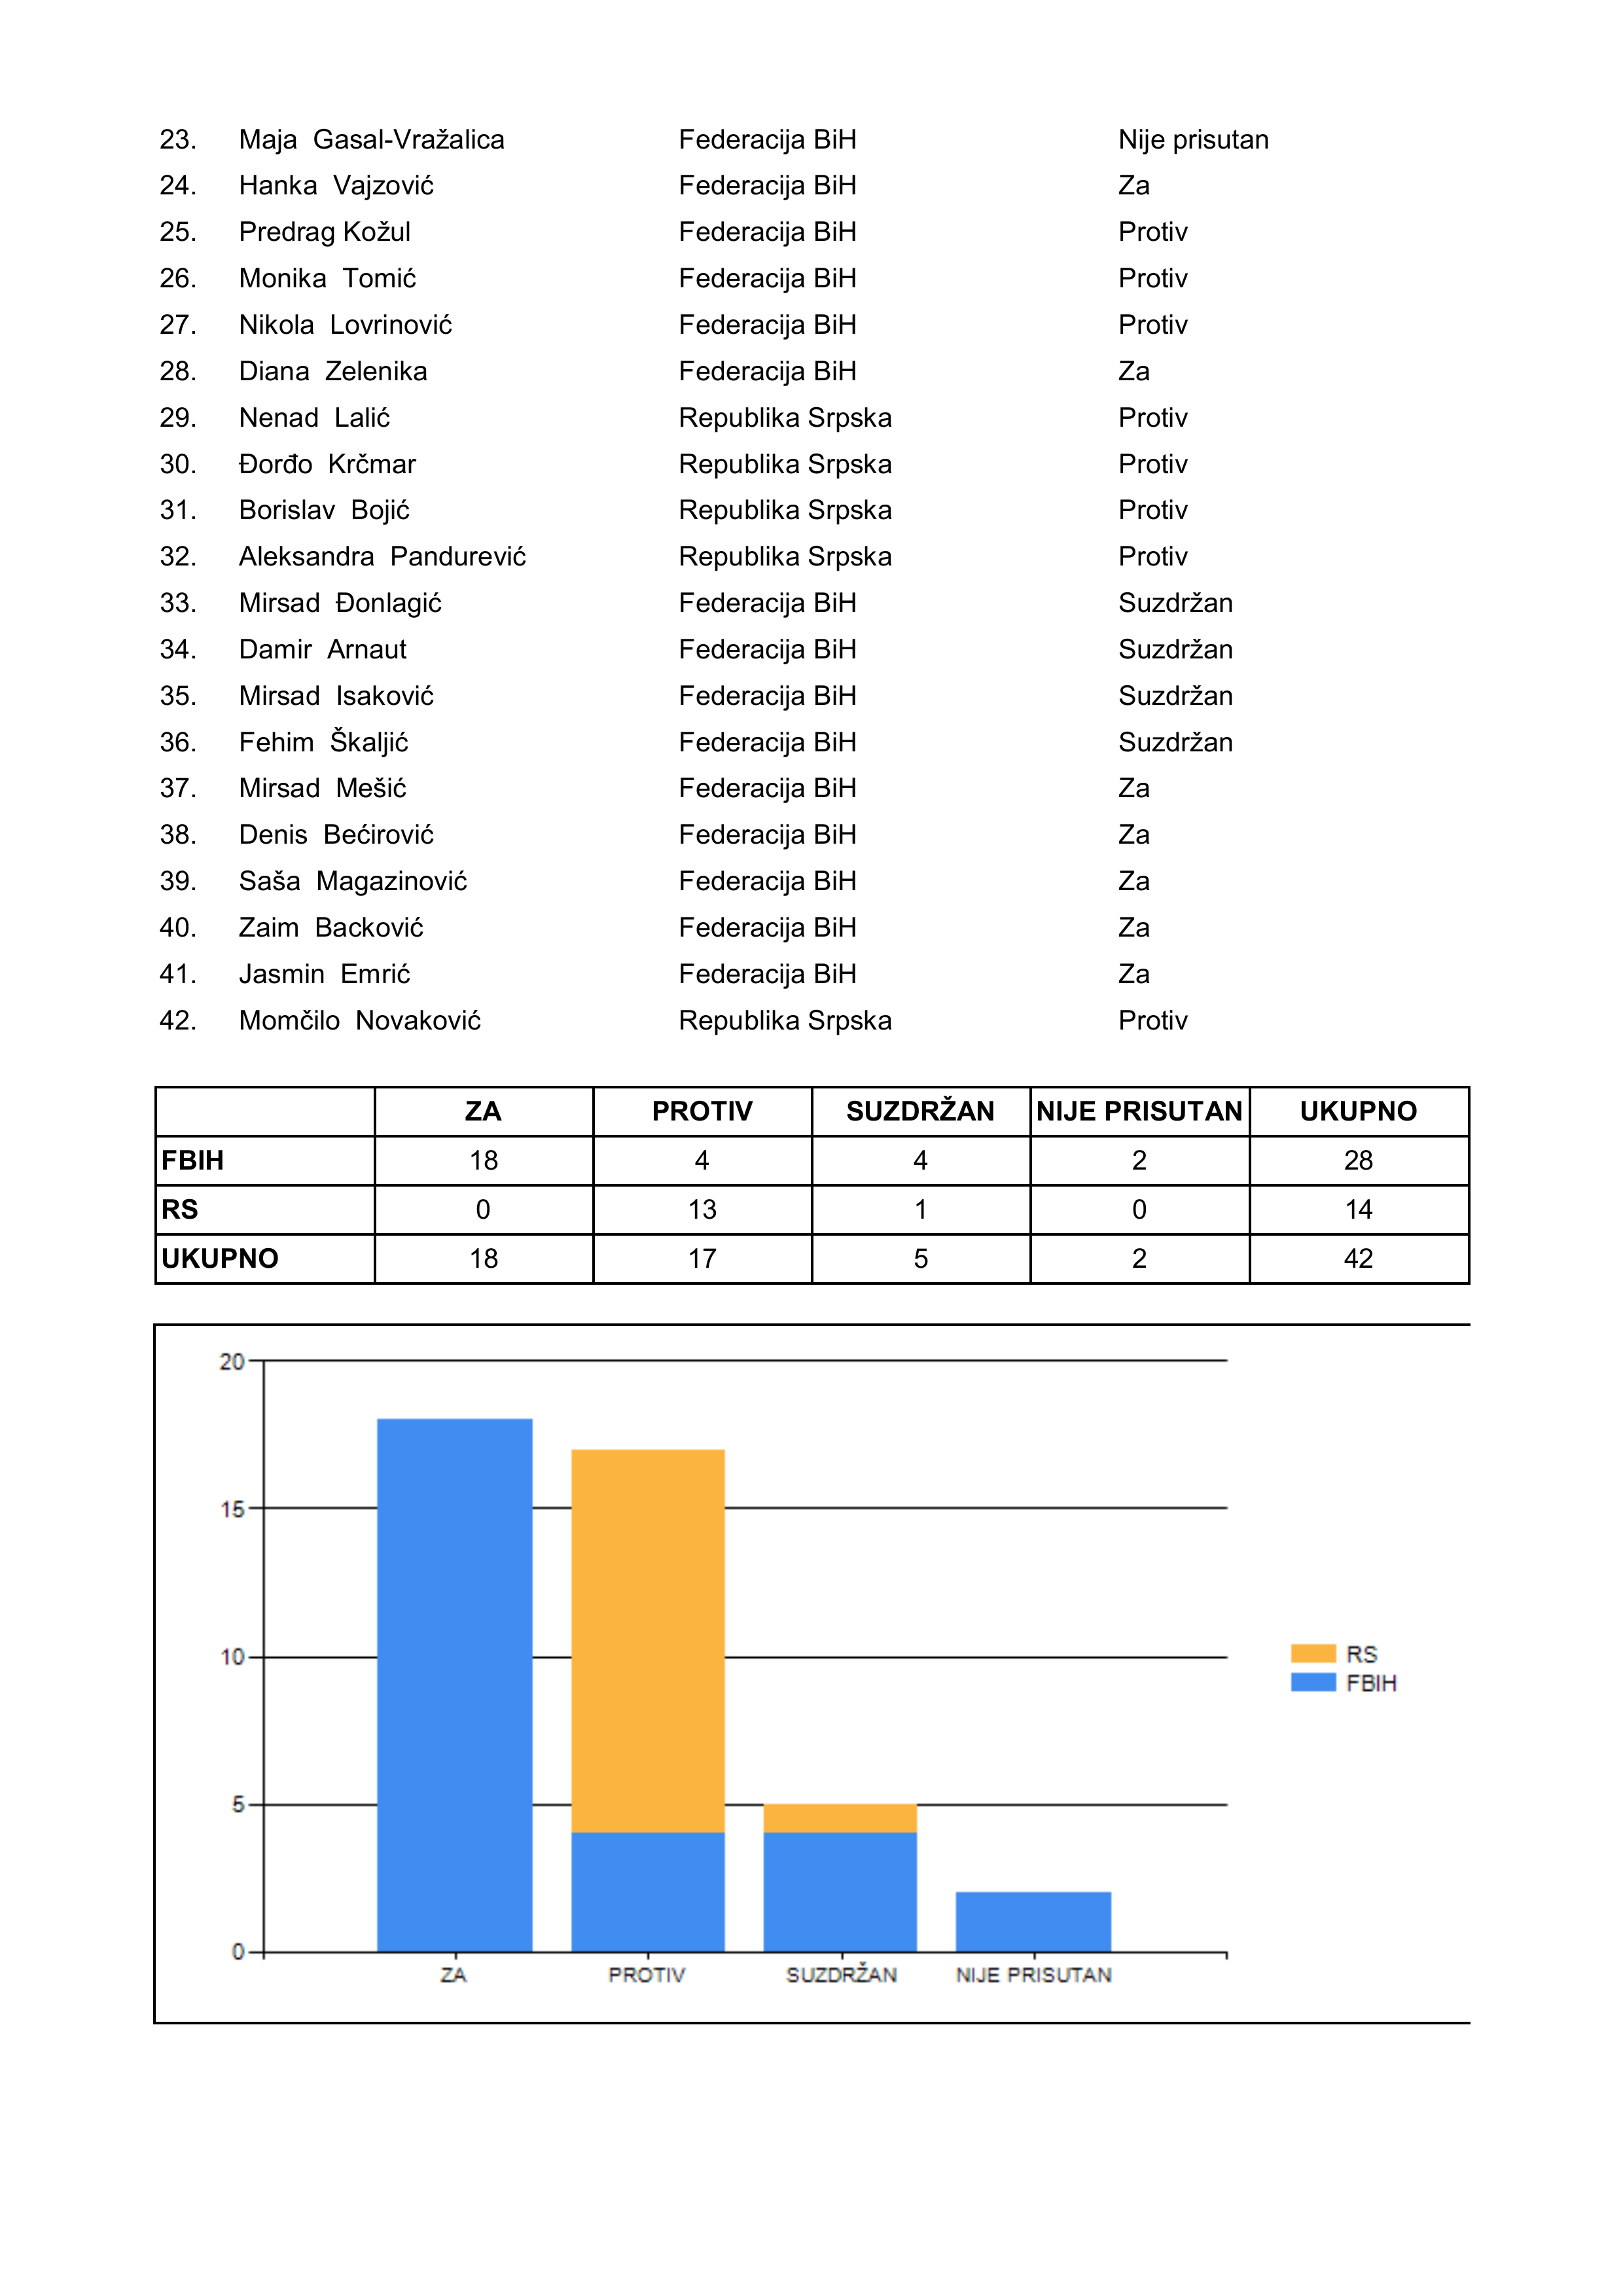 23. Maja Gasal-Vražalica Federacija BiH Nije prisutan
24. Hanka Vajzović Federacija BiH Za
25. Predrag Kožul Federacija BiH Protiv
26. Monika Tomić Federacija BiH Protiv
27. Nikola Lovrinović Federacija BiH Protiv
28. Diana Zelenika Federacija BiH Za
29. Nenad Lalić Republika Srpska Protiv
30. Đorđo Krčmar Republika Srpska Protiv
31. Borislav Bojić Republika Srpska Protiv
32. Aleksandra Pandurević Republika Srpska Protiv
33. Mirsad Đonlagić Federacija BiH Suzdržan
34. Damir Arnaut Federacija BiH Suzdržan
35. Mirsad Isaković Federacija BiH Suzdržan
36. Fehim Škaljić Federacija BiH Suzdržan
37. Mirsad Mešić Federacija BiH Za
38. Denis Bećirović Federacija BiH Za
39. Saša Magazinović Federacija BiH Za
40. Zaim Backović Federacija BiH Za
41. Jasmin Emrić Federacija BiH Za
42. Momčilo Novaković Republika Srpska Protiv
ZA PROTIV SUZDRŽAN NIJE PRISUTAN UKUPNO
FBIH 18 4 4 2 28
RS 0 13 1 0 14
UKUPNO 18 17 5 2 42
20
15
10
5
0
ZA PROTIV SUZDRŽAN NIJE PRISUTAN
RS
FBIH